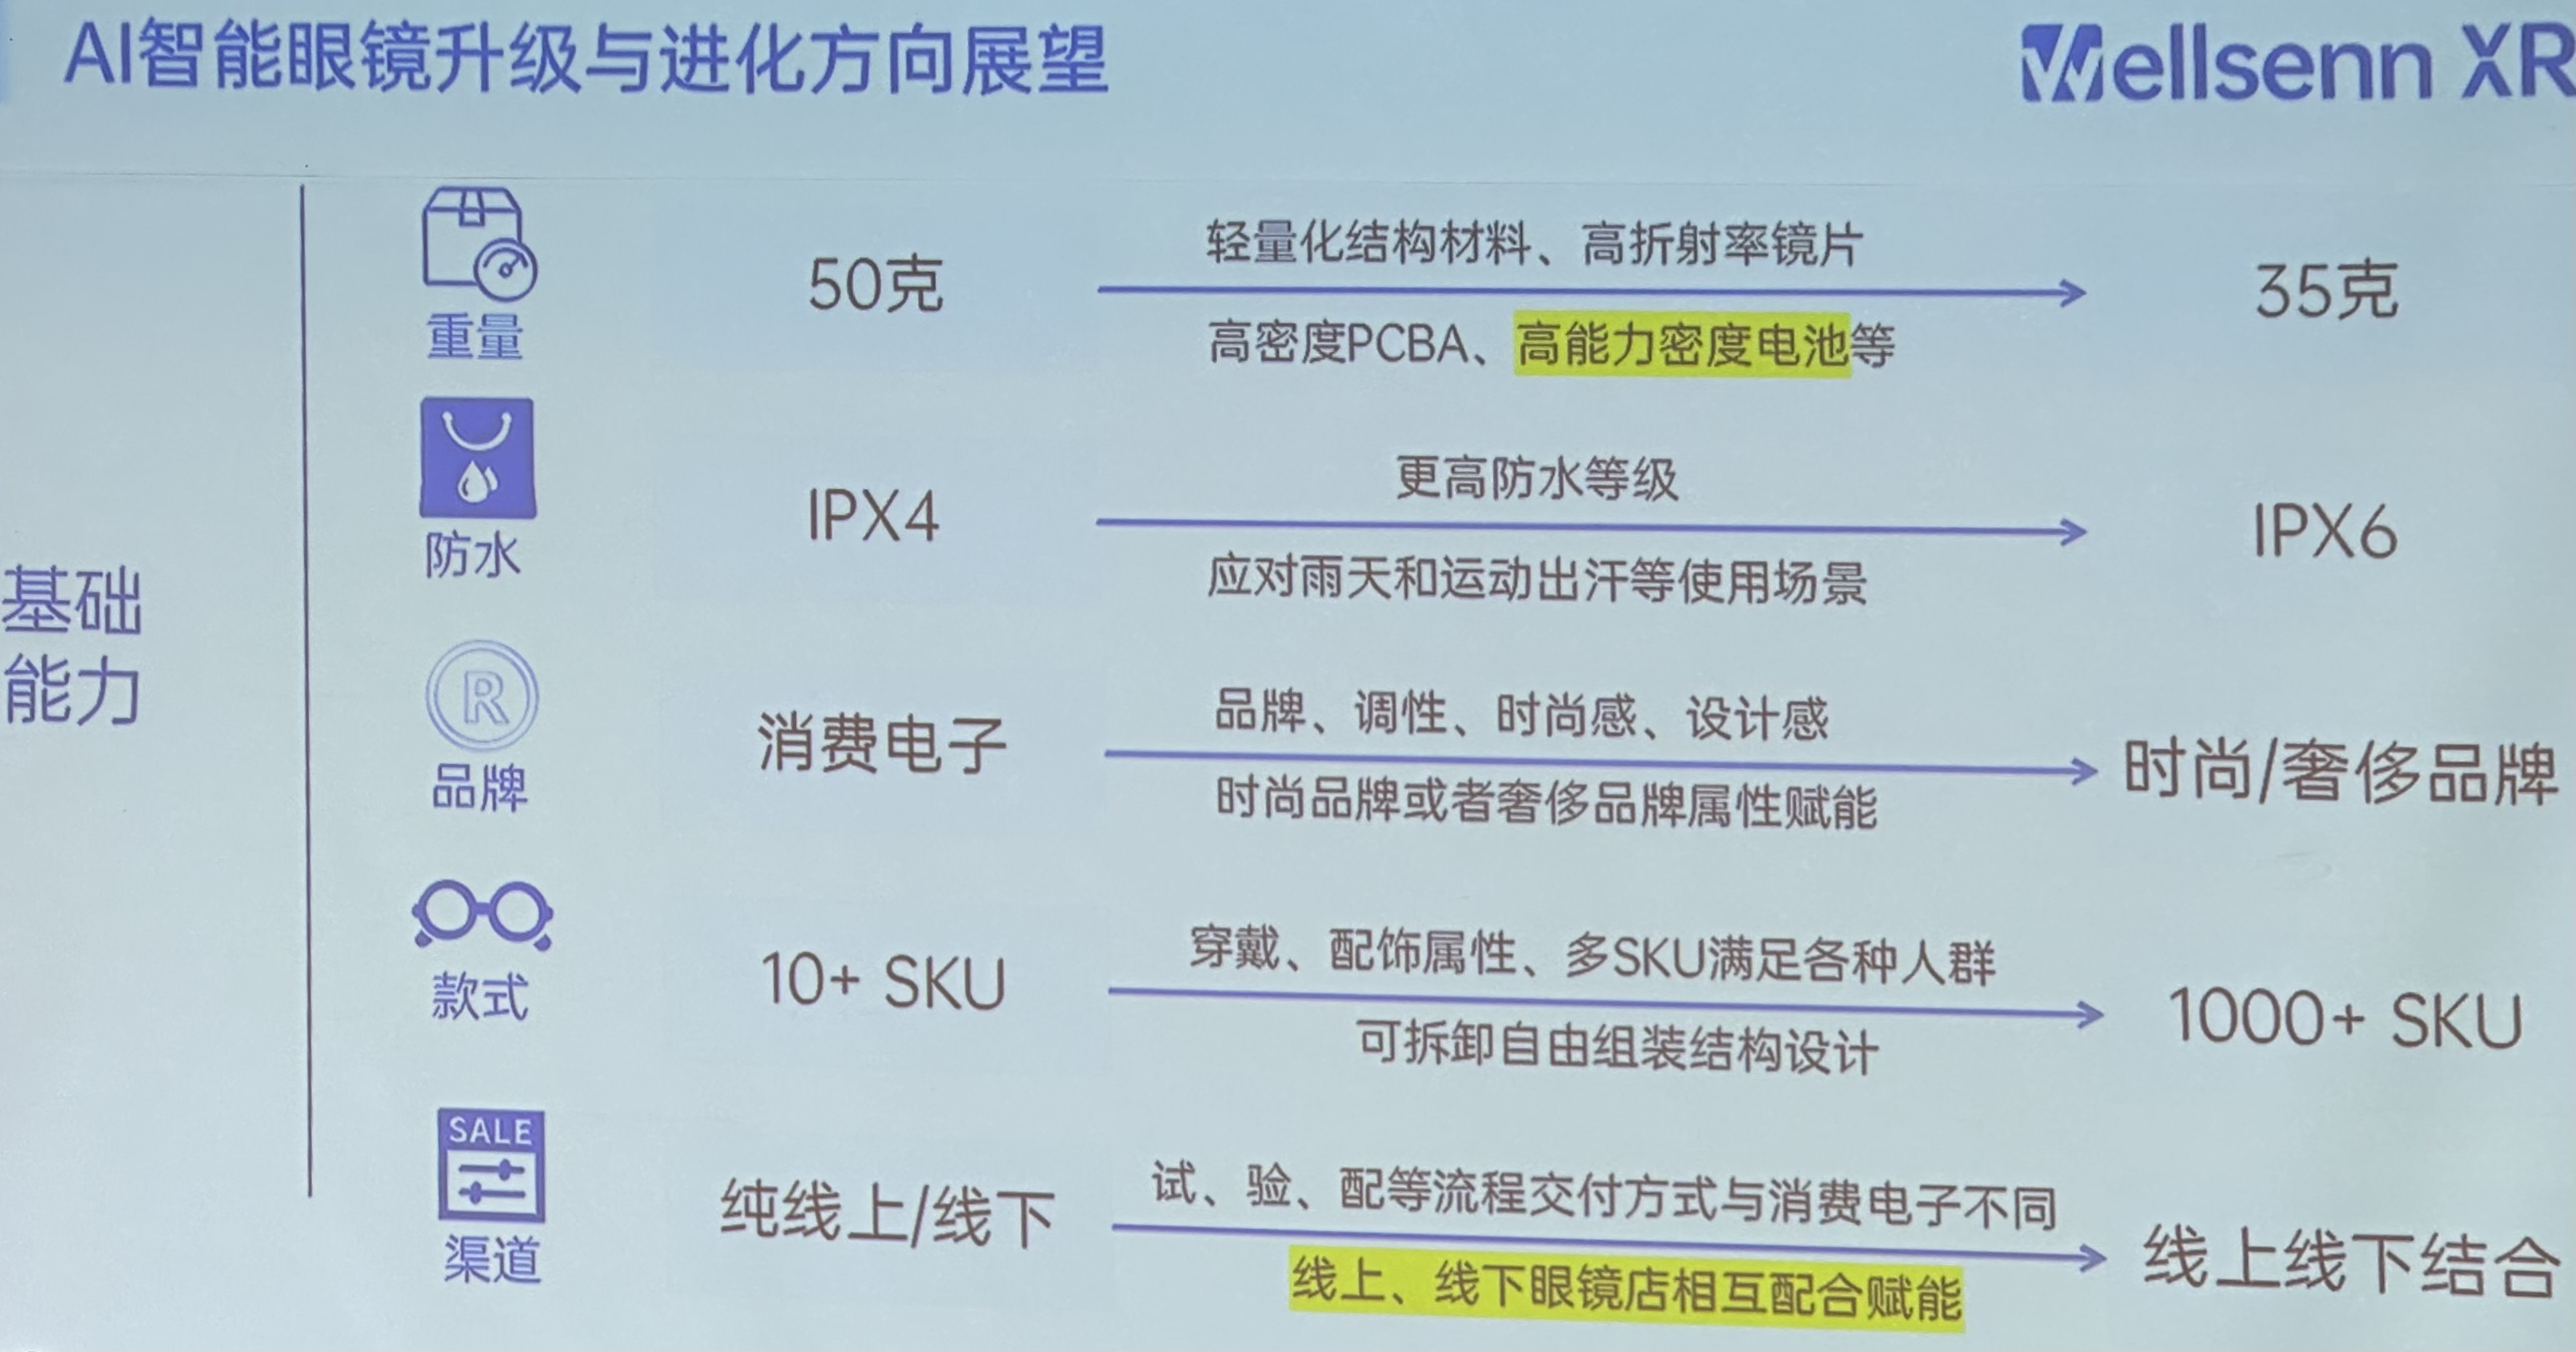 AI智能眼镜升级与进化方向展望
Wellsenn XR
基础
能力
重量
50克
轻量化结构材料、高折射率镜片
高密度PCBA、高能力密度电池等
35克
防水
IPX4
更高防水等级
应对雨天和运动出汗等使用场景
IPX6
R
品牌
消费电子
品牌、调性、时尚感、设计感
时尚品牌或者奢侈品牌属性赋能
时尚/奢侈品牌
款式
10+ SKU
穿戴、配饰属性、多SKU满足各种人群
可拆卸自由组装结构设计
1000+ SKU
SALE
渠道
纯线上/线下
试、验、配等流程交付方式与消费电子不同
线上、线下眼镜店相互配合赋能
线上线下结合